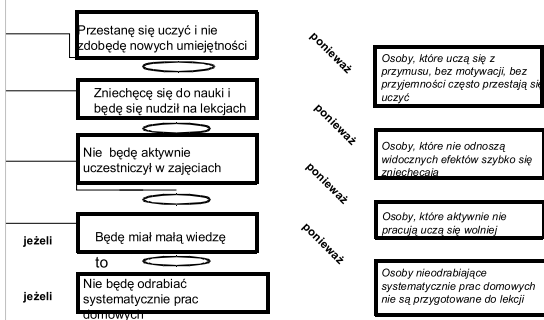 Przestanę się uczyć i nie
zdobędę nowych umiejętności
ponieważ
Osoby, które uczą się z
przymusu, bez motywacji, bez
przyjemności często przestają się
uczyć
Zniechęcę się do nauki i
będę się nudził na lekcjach
ponieważ
Osoby, które nie odnoszą
widocznych efektów szybko się
zniechęcają
Nie będę aktywnie
uczestniczył w zajęciach
ponieważ
Osoby, które aktywnie nie
pracują uczą się wolniej
jeżeli
Będę miał małą wiedzę
ponieważ
to
Osoby nieodrabiające
systematycznie prac domowych
nie są przygotowane do lekcji
jeżeli
Nie będę odrabiać
systematycznie prac
domowych